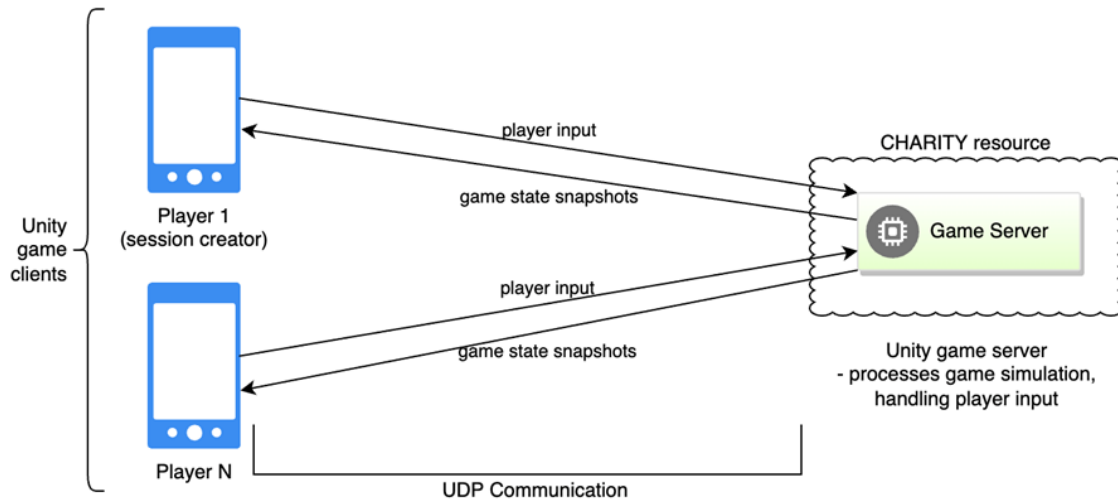 Unity
game
clients
Player 1
(session creator)
player input
game state snapshots
player input
game state snapshots
Player N
UDP Communication
CHARITY resource
Game Server
Unity game server
- processes game simulation,
handling player input